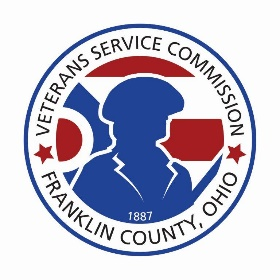 VETERANS SERVICE COMMISSION
FRANKLIN COUNTY, OHIO
1887